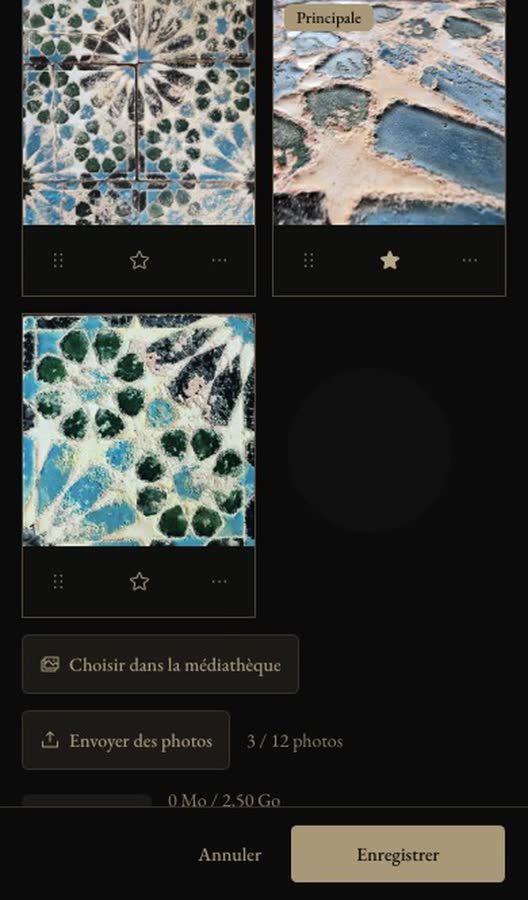 Principale
Choisir dans la médiathèque
Envoyer des photos
3 / 12 photos
0 Mo / 2,50 Go
Annuler
Enregistrer